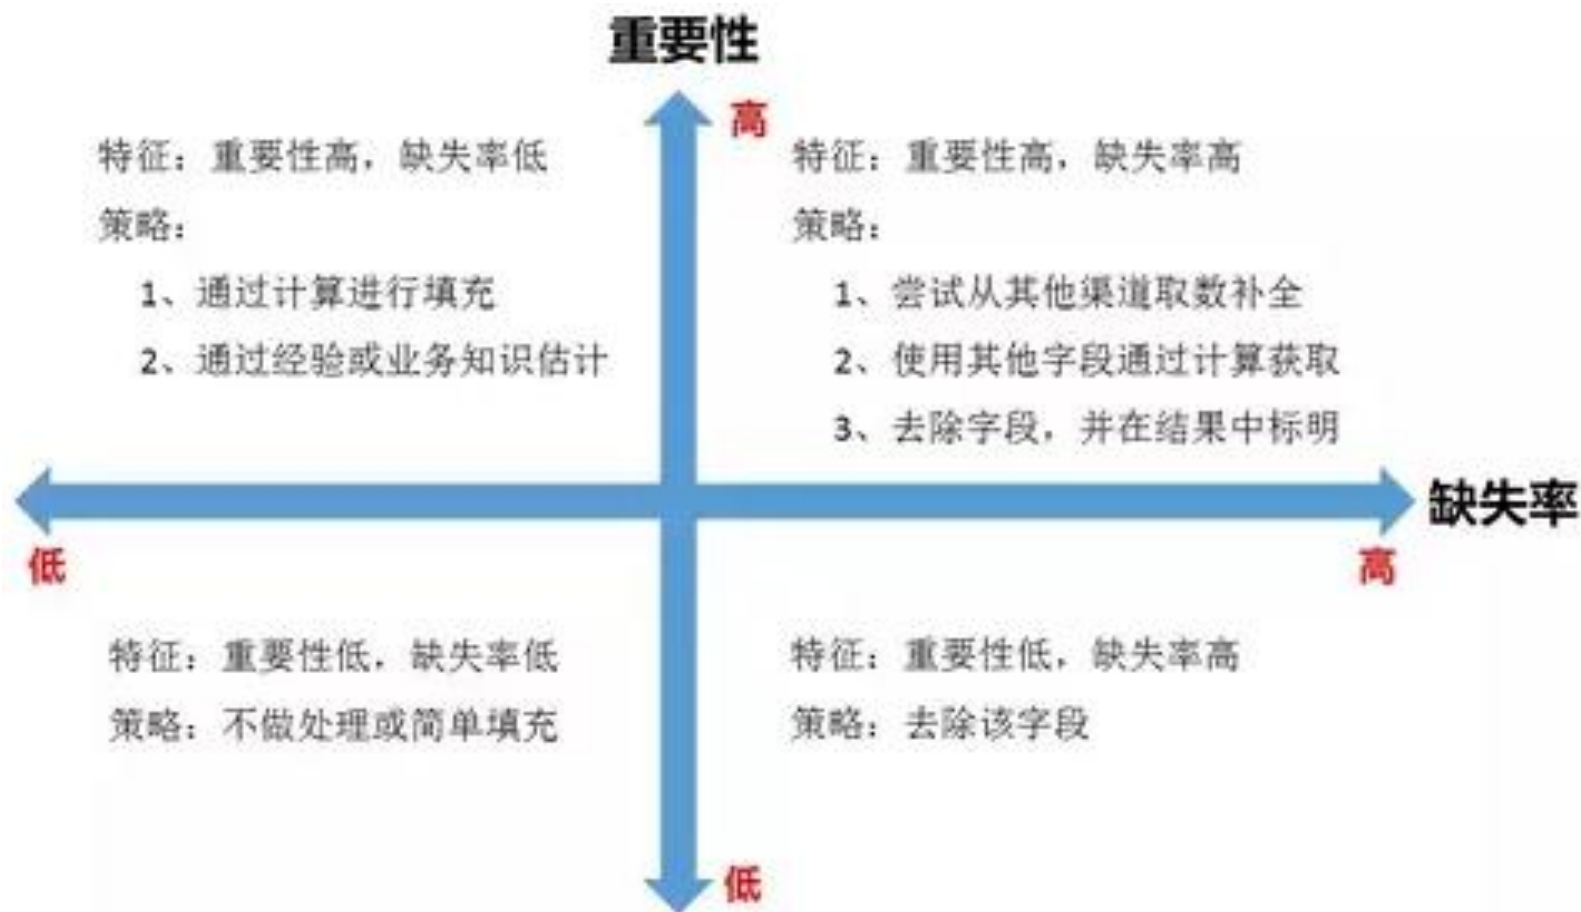 重要性
高
特征：重要性高，缺失率低
策略：
1、通过计算进行填充
2、通过经验或业务知识估计
特征：重要性高，缺失率高
策略：
1、尝试从其他渠道取数补全
2、使用其他字段通过计算获取
3、去除字段，并在结果中标明
缺失率
低
高
特征：重要性低，缺失率低
策略：不做处理或简单填充
特征：重要性低，缺失率高
策略：去除该字段
低